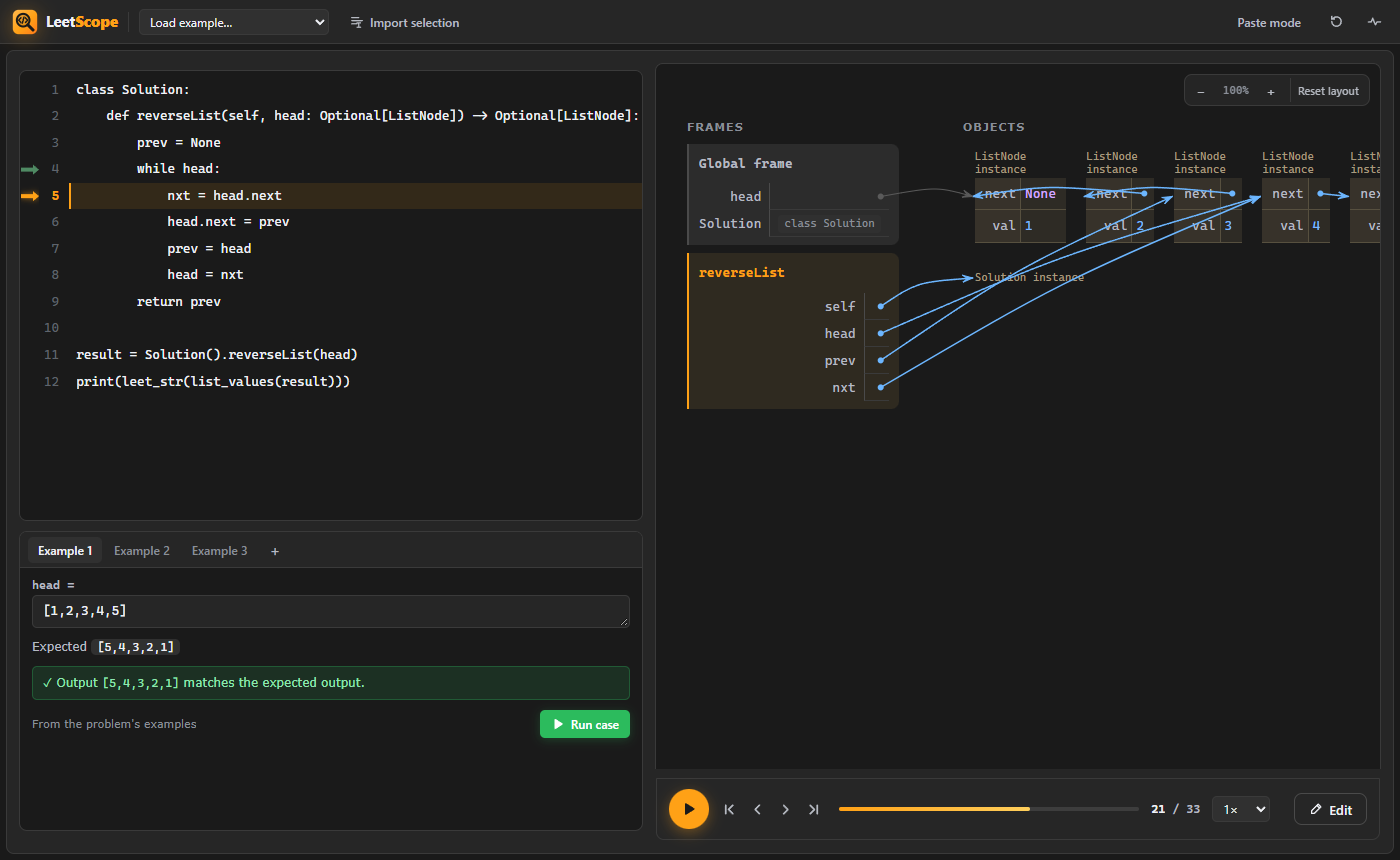 LeetScope
Load example...
Import selection
Paste mode
1 class Solution:
2 def reverseList(self, head: Optional[ListNode]) -> Optional[ListNode]:
3 prev = None
4 while head:
5 nxt = head.next
6 head.next = prev
7 prev = head
8 head = nxt
9 return prev
10
11 result = Solution().reverseList(head)
12 print(leet_str(list_values(result)))
Example 1 Example 2 Example 3 +
head =
[1,2,3,4,5]
Expected [5,4,3,2,1]
✓ Output [5,4,3,2,1] matches the expected output.
From the problem's examples
Run case
– 100% + Reset layout
FRAMES
Global frame
head
Solution class Solution
reverseList
self
head
prev
nxt
OBJECTS
ListNode instance
next None
val 1
ListNode instance
next
val 2
ListNode instance
next
val 3
ListNode instance
next
val 4
Solution instance
21 / 33
1×
Edit